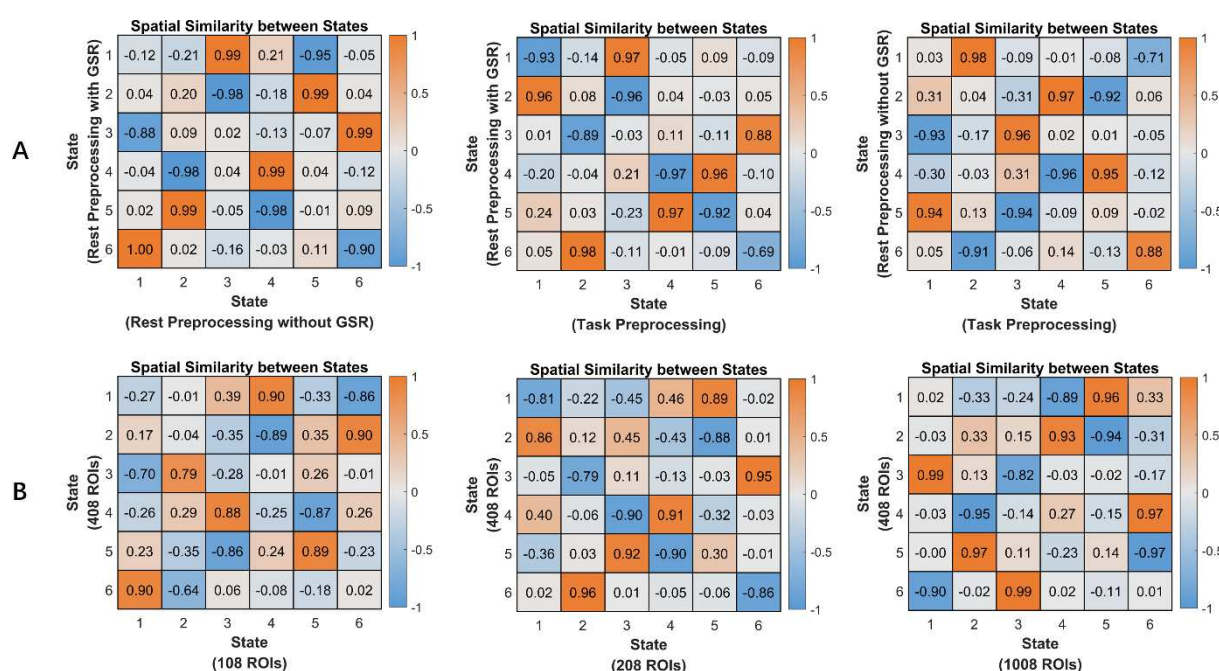 A
Spatial Similarity between States
State
(Rest Preprocessing with GSR)
1 -0.12 -0.21 0.99 0.21 -0.95 -0.05
2 0.04 0.20 -0.98 -0.18 0.99 0.04
3 -0.88 0.09 0.02 -0.13 -0.07 0.99
4 -0.04 -0.98 0.04 0.99 0.04 -0.12
5 0.02 0.99 -0.05 -0.98 -0.01 0.09
6 1.00 0.02 -0.16 -0.03 0.11 -0.90
1 2 3 4 5 6
State
(Rest Preprocessing without GSR)
1
0.5
0
-0.5
-1
Spatial Similarity between States
State
(Rest Preprocessing with GSR)
1 -0.93 -0.14 0.97 -0.05 0.09 -0.09
2 0.96 0.08 -0.96 0.04 -0.03 0.05
3 0.01 -0.89 -0.03 0.11 -0.11 0.88
4 -0.20 -0.04 0.21 -0.97 0.96 -0.10
5 0.24 0.03 -0.23 0.97 -0.92 0.04
6 0.05 0.98 -0.11 -0.01 -0.09 -0.69
1 2 3 4 5 6
State
(Task Preprocessing)
1
0.5
0
-0.5
-1
Spatial Similarity between States
State
(Rest Preprocessing without GSR)
1 0.03 0.98 -0.09 -0.01 -0.08 -0.71
2 0.31 0.04 -0.31 0.97 -0.92 0.06
3 -0.93 -0.17 0.96 0.02 0.01 -0.05
4 -0.30 -0.03 0.31 -0.96 0.95 -0.12
5 0.94 0.13 -0.94 -0.09 0.09 -0.02
6 0.05 -0.91 -0.06 0.14 -0.13 0.88
1 2 3 4 5 6
State
(Task Preprocessing)
1
0.5
0
-0.5
-1
B
Spatial Similarity between States
State
(408 ROIs)
1 -0.27 -0.01 0.39 0.90 -0.33 -0.86
2 0.17 -0.04 -0.35 -0.89 0.35 0.90
3 -0.70 0.79 -0.28 -0.01 0.26 -0.01
4 -0.26 0.29 0.88 -0.25 -0.87 0.26
5 0.23 -0.35 -0.86 0.24 0.89 -0.23
6 0.90 -0.64 0.06 -0.08 -0.18 0.02
1 2 3 4 5 6
State
(108 ROIs)
1
0.5
0
-0.5
-1
Spatial Similarity between States
State
(408 ROIs)
1 -0.81 -0.22 -0.45 0.46 0.89 -0.02
2 0.86 0.12 0.45 -0.43 -0.88 0.01
3 -0.05 -0.79 0.11 -0.13 -0.03 0.95
4 0.40 -0.06 -0.90 0.91 -0.32 -0.03
5 -0.36 0.03 0.92 -0.90 0.30 -0.01
6 0.02 0.96 0.01 -0.05 -0.06 -0.86
1 2 3 4 5 6
State
(208 ROIs)
1
0.5
0
-0.5
-1
Spatial Similarity between States
State
(408 ROIs)
1 0.02 -0.33 -0.24 -0.89 0.96 0.33
2 -0.03 0.33 0.15 0.93 -0.94 -0.31
3 0.99 0.13 -0.82 -0.03 -0.02 -0.17
4 -0.03 -0.95 -0.14 0.27 -0.15 0.97
5 -0.00 0.97 0.11 -0.23 0.14 -0.97
6 -0.90 -0.02 0.99 0.02 -0.11 0.01
1 2 3 4 5 6
State
(1008 ROIs)
1
0.5
0
-0.5
-1